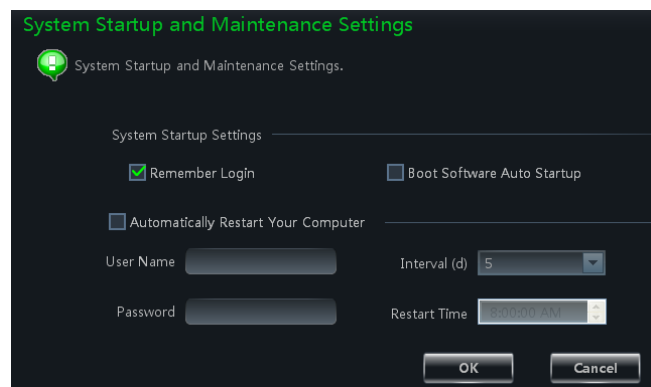 System Startup and Maintenance Settings
System Startup and Maintenance Settings.
System Startup Settings
Remember Login
Boot Software Auto Startup
Automatically Restart Your Computer
User Name
Interval (d) 5
Password
Restart Time 8:00:00 AM
OK Cancel